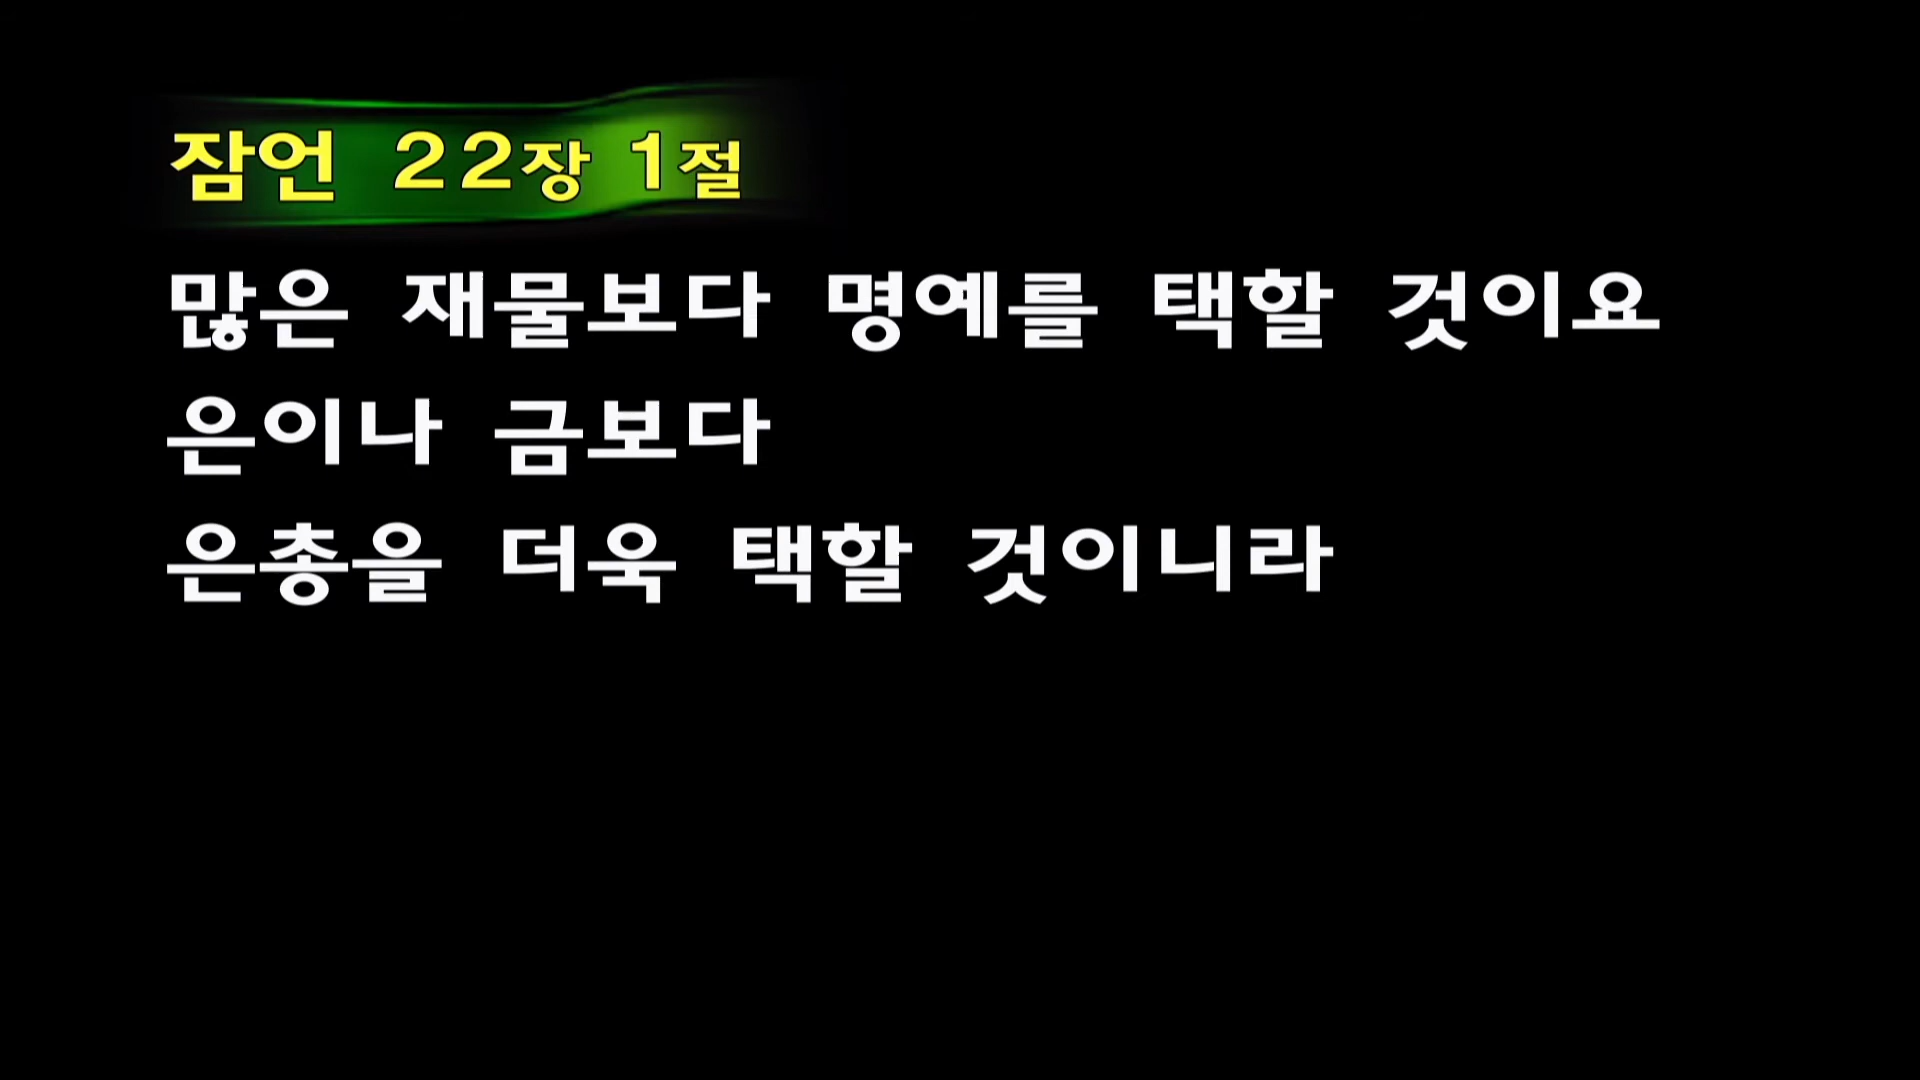 잠언 22장 1절
많은 재물보다 명예를 택할 것이요
은이나 금보다
은총을 더욱 택할 것이니라